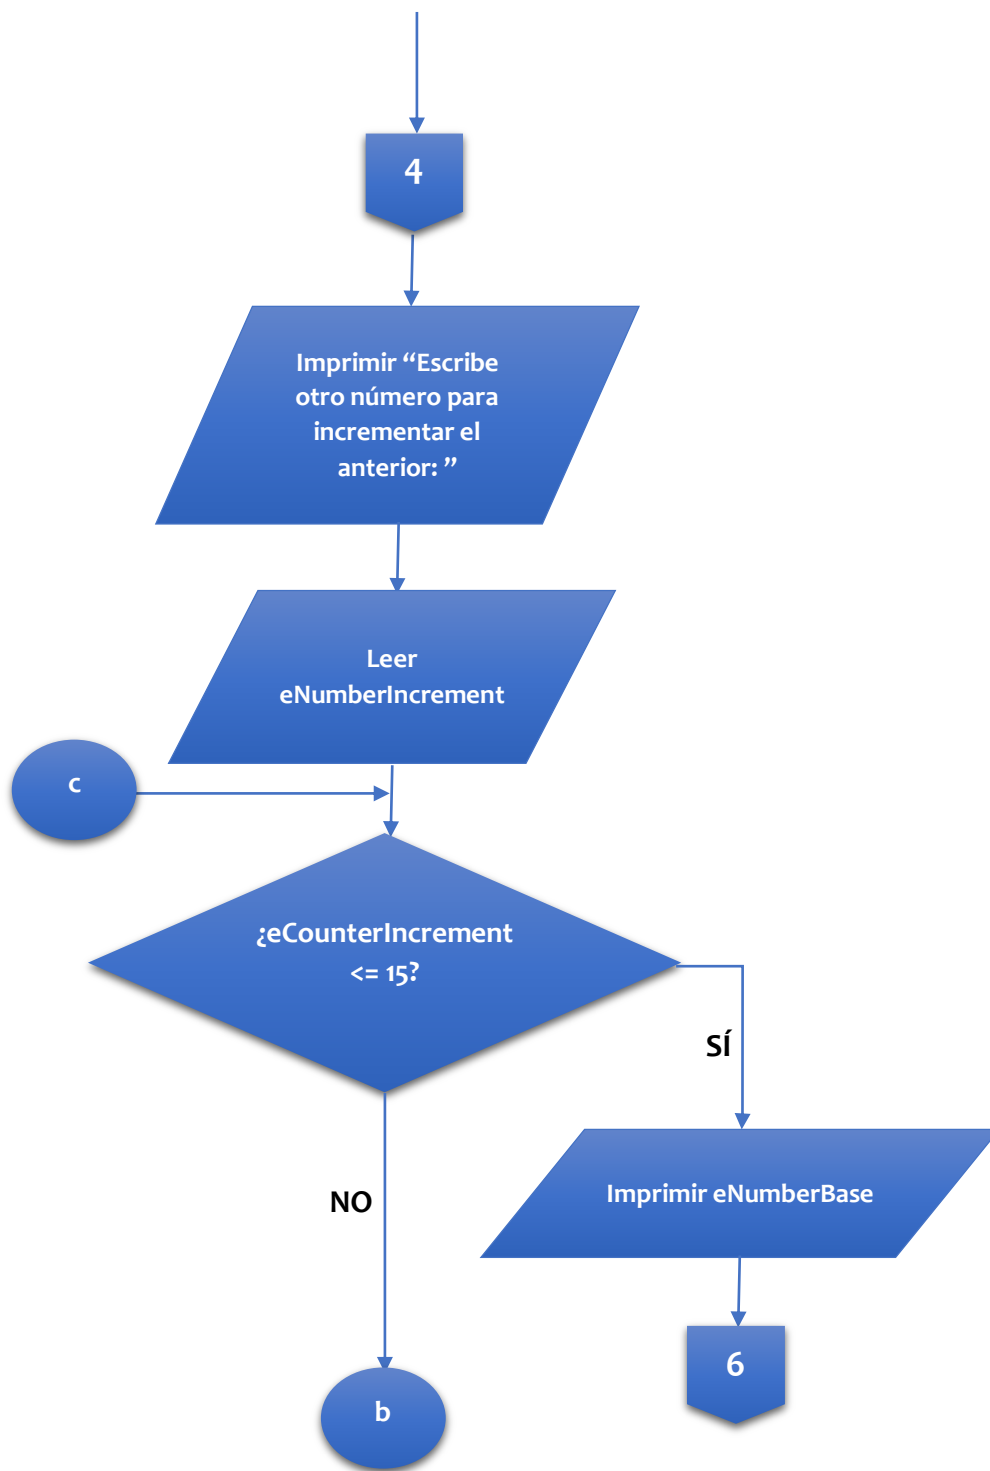 4
Imprimir “Escribe
otro número para
incrementar el
anterior: ”
Leer
eNumberIncrement
c
¿eCounterIncrement
<= 15?
SÍ
Imprimir eNumberBase
NO
6
b